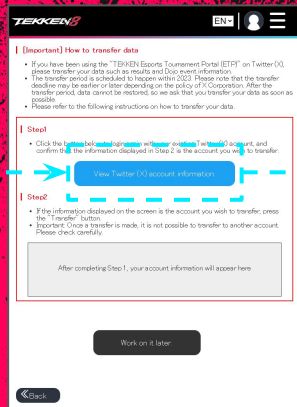 TEKKEN 8
EN
[Important] How to transfer data
• If you have been using the "TEKKEN Esports Tournament Portal (ETP)" on Twitter(X), please transfer your data such as results and Dojo event information.
• The transfer period is scheduled to happen within 2023. Please note that the transfer deadline may be earlier or later depending on the policy of X Corporation. After the transfer period, data cannot be restored, so we ask that you transfer your data as soon as possible.
• Please refer to the following instructions on how to transfer your data.
Step1
• Click the button below to login again with your existing Twitter(X) account, and confirm that the information displayed in Step 2 is the account you wish to transfer.
View Twitter (X) account information
Step2
• If the information displayed on the screen is the account you wish to transfer, press the "Transfer" button.
• Important: Once a transfer is made, it is not possible to transfer to another account. Please check carefully.
After completing Step 1, your account information will appear here
Work on it later
Back